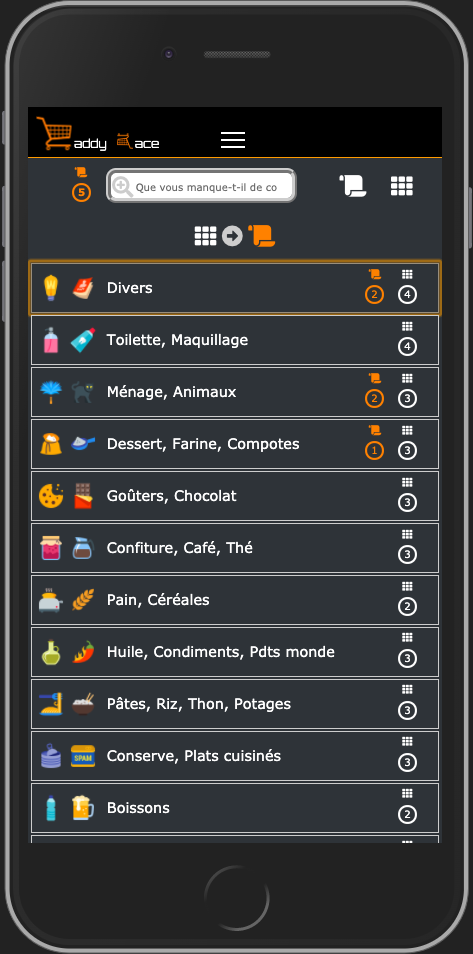 addy ace
5
Que vous manque-t-il de co
Divers 2 4
Toilette, Maquillage 4
Ménage, Animaux 2 3
Dessert, Farine, Compotes 1 3
Goûters, Chocolat 3
Confiture, Café, Thé 3
Pain, Céréales 2
Huile, Condiments, Pdts monde 3
Pâtes, Riz, Thon, Potages 3
SPAM Conserve, Plats cuisinés 3
Boissons 2